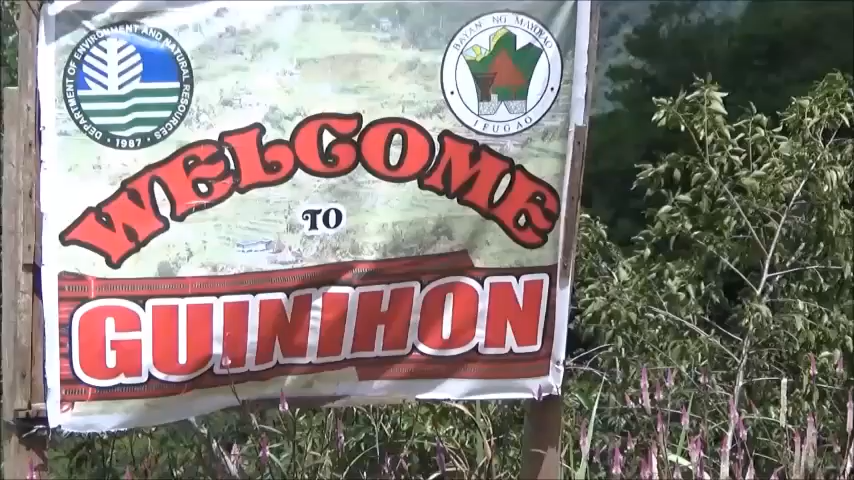 DEPARTMENT OF ENVIRONMENT AND NATURAL RESOURCES
1987
BAYAN NG MAYOYAO
IFUGAO
WELCOME
TO
GUINIHON